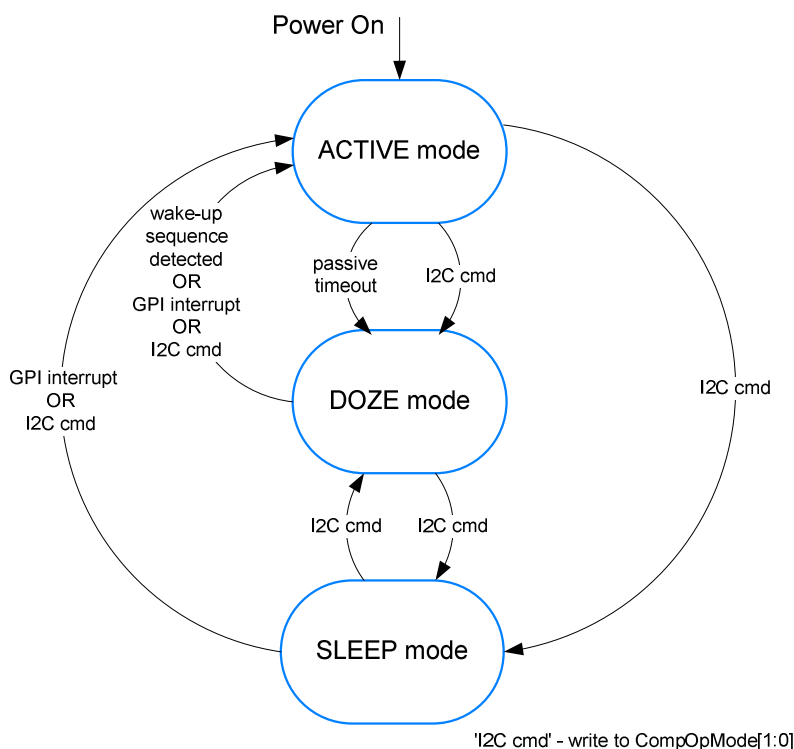 Power On
ACTIVE mode
wake-up
sequence
detected
OR
GPI interrupt
OR
I2C cmd
passive
timeout
I2C cmd
GPI interrupt
OR
I2C cmd
DOZE mode
I2C cmd
I2C cmd
I2C cmd
SLEEP mode
'I2C cmd' - write to CompOpMode[1:0]